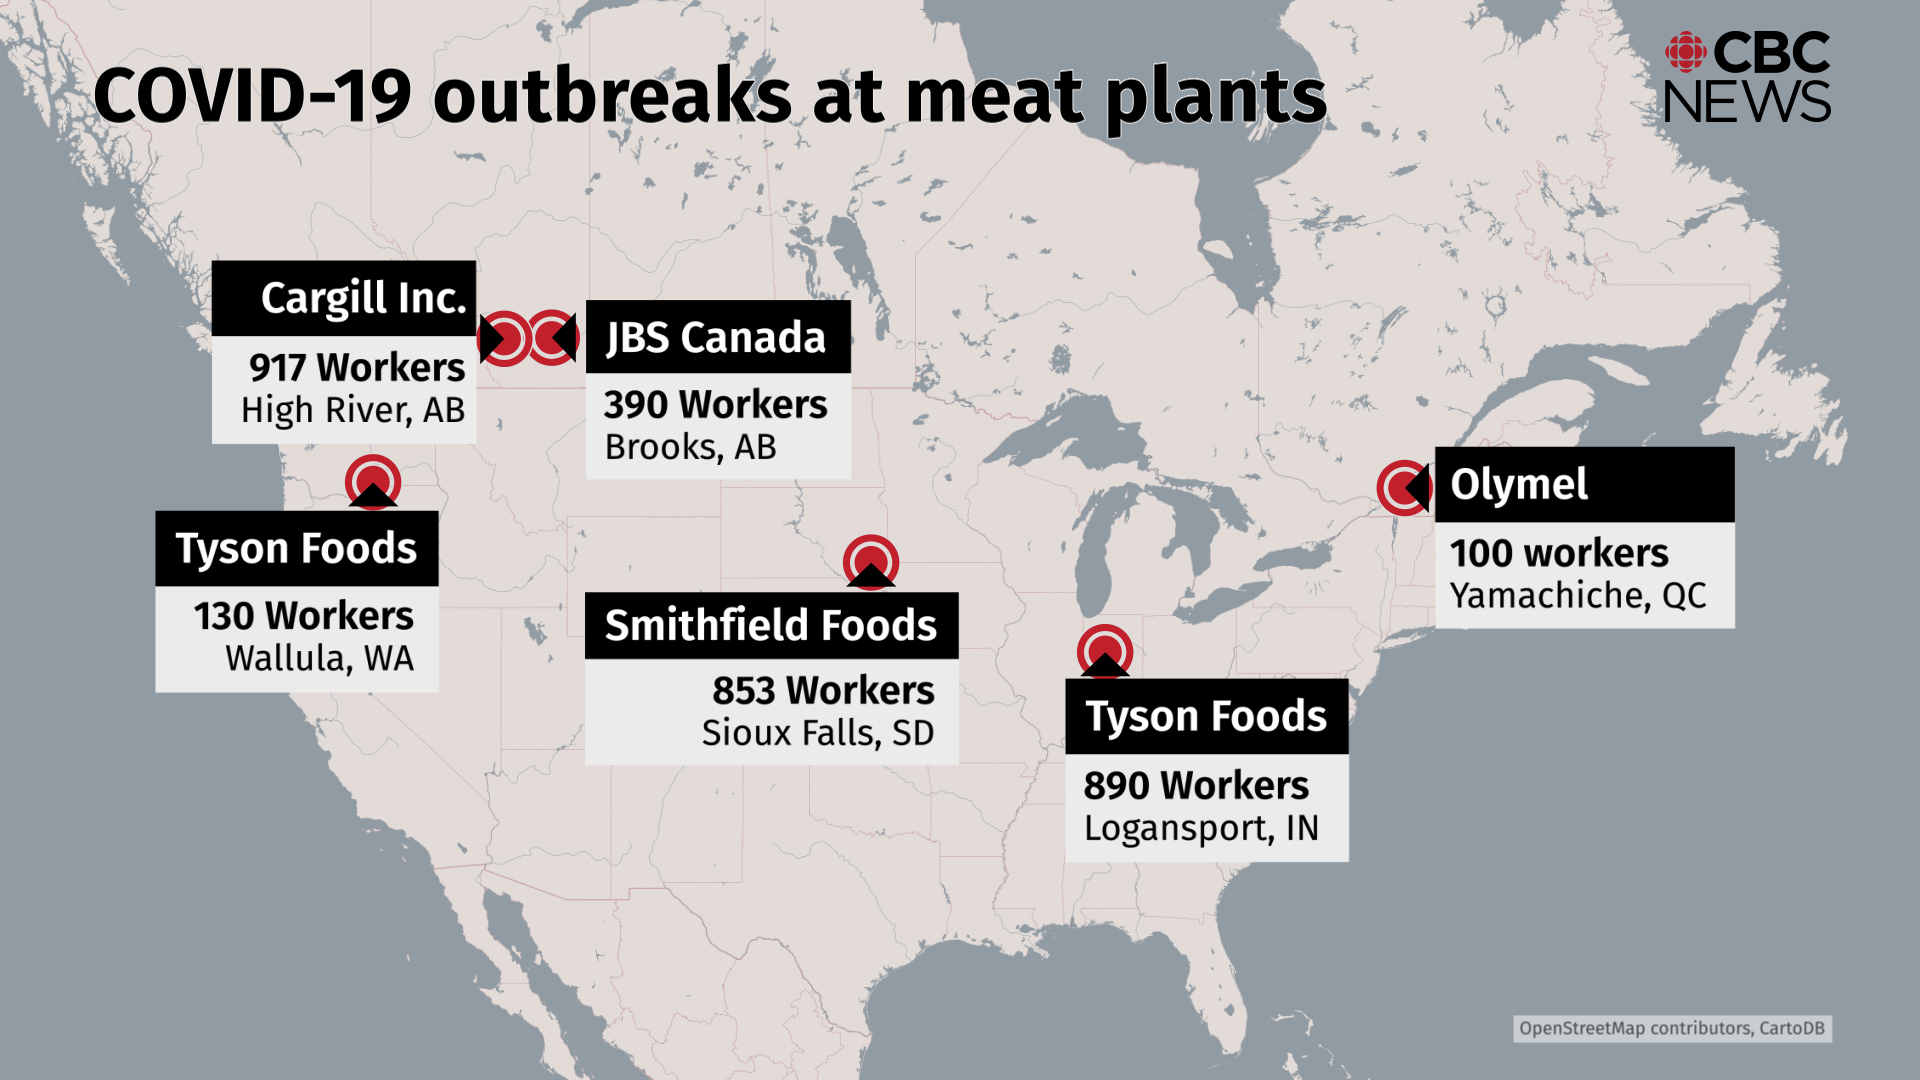 COVID-19 outbreaks at meat plants
CBC
NEWS
Cargill Inc.
917 Workers
High River, AB
JBS Canada
390 Workers
Brooks, AB
Tyson Foods
130 Workers
Wallula, WA
Smithfield Foods
853 Workers
Sioux Falls, SD
Tyson Foods
890 Workers
Logansport, IN
Olymel
100 workers
Yamachiche, QC
OpenStreetMap contributors, CartoDB